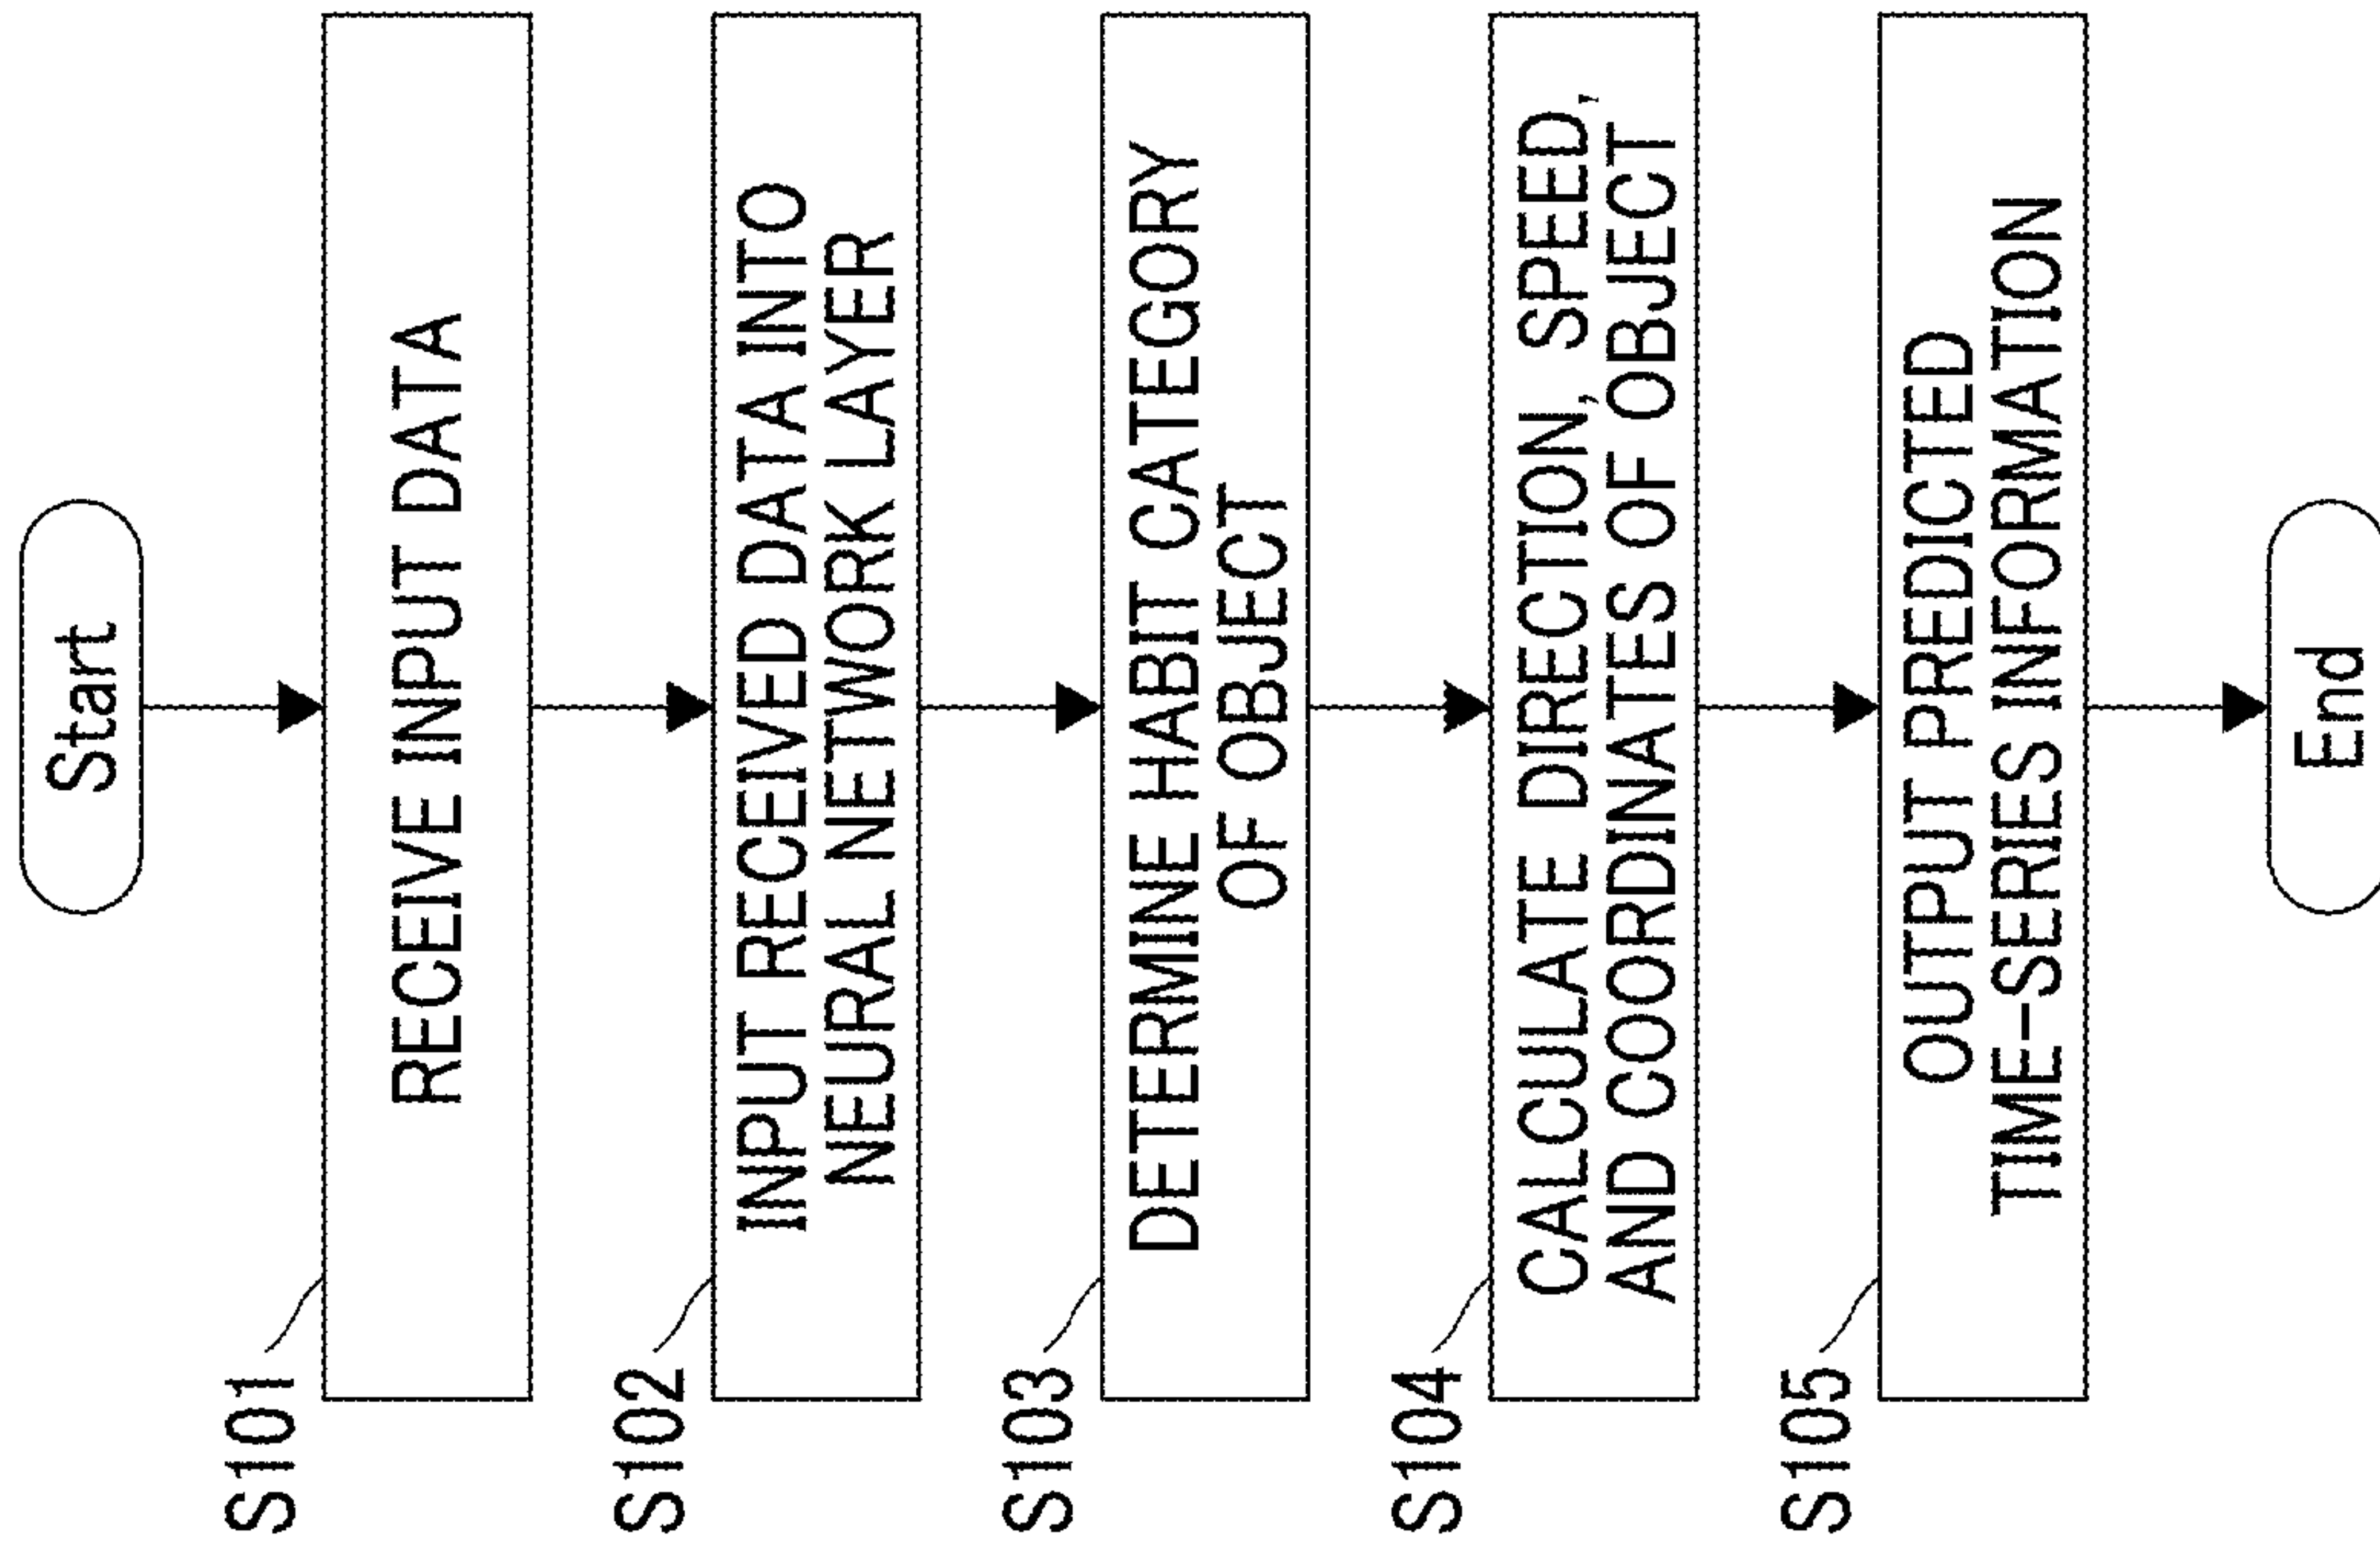 Start
S101
RECEIVE INPUT DATA
S102
INPUT RECEIVED DATA INTO
NEURAL NETWORK LAYER
S103
DETERMINE HABIT CATEGORY
OF OBJECT
S104
CALCULATE DIRECTION, SPEED,
AND COORDINATES OF OBJECT
S105
OUTPUT PREDICTED
TIME-SERIES INFORMATION
End